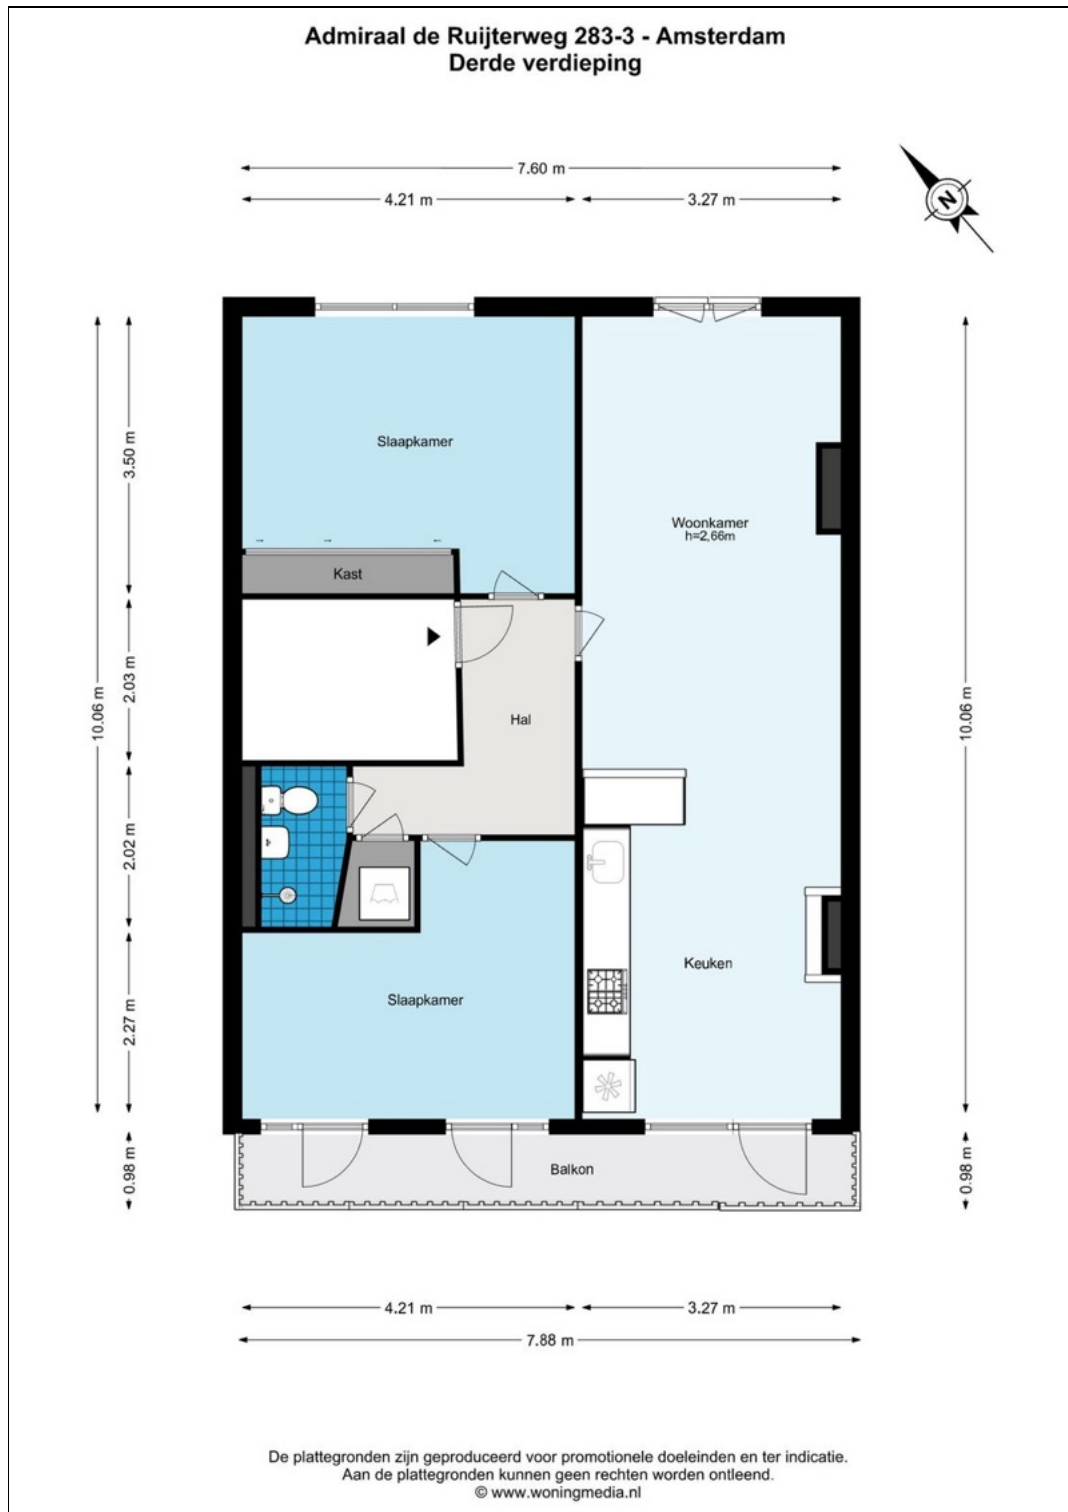 Admiraal de Ruijterweg 283-3 - Amsterdam
Derde verdieping
7.60 m
4.21 m
3.27 m
N
3.50 m
2.03 m
2.02 m
2.27 m
10.06 m
0.98 m
10.06 m
0.98 m
Slaapkamer
Kast
Woonkamer
h=2,66m
Hal
Keuken
Slaapkamer
Balkon
4.21 m
3.27 m
7.88 m
De plattegronden zijn geproduceerd voor promotionele doeleinden en ter indicatie.
Aan de plattegronden kunnen geen rechten worden ontleend.
© www.woningmedia.nl